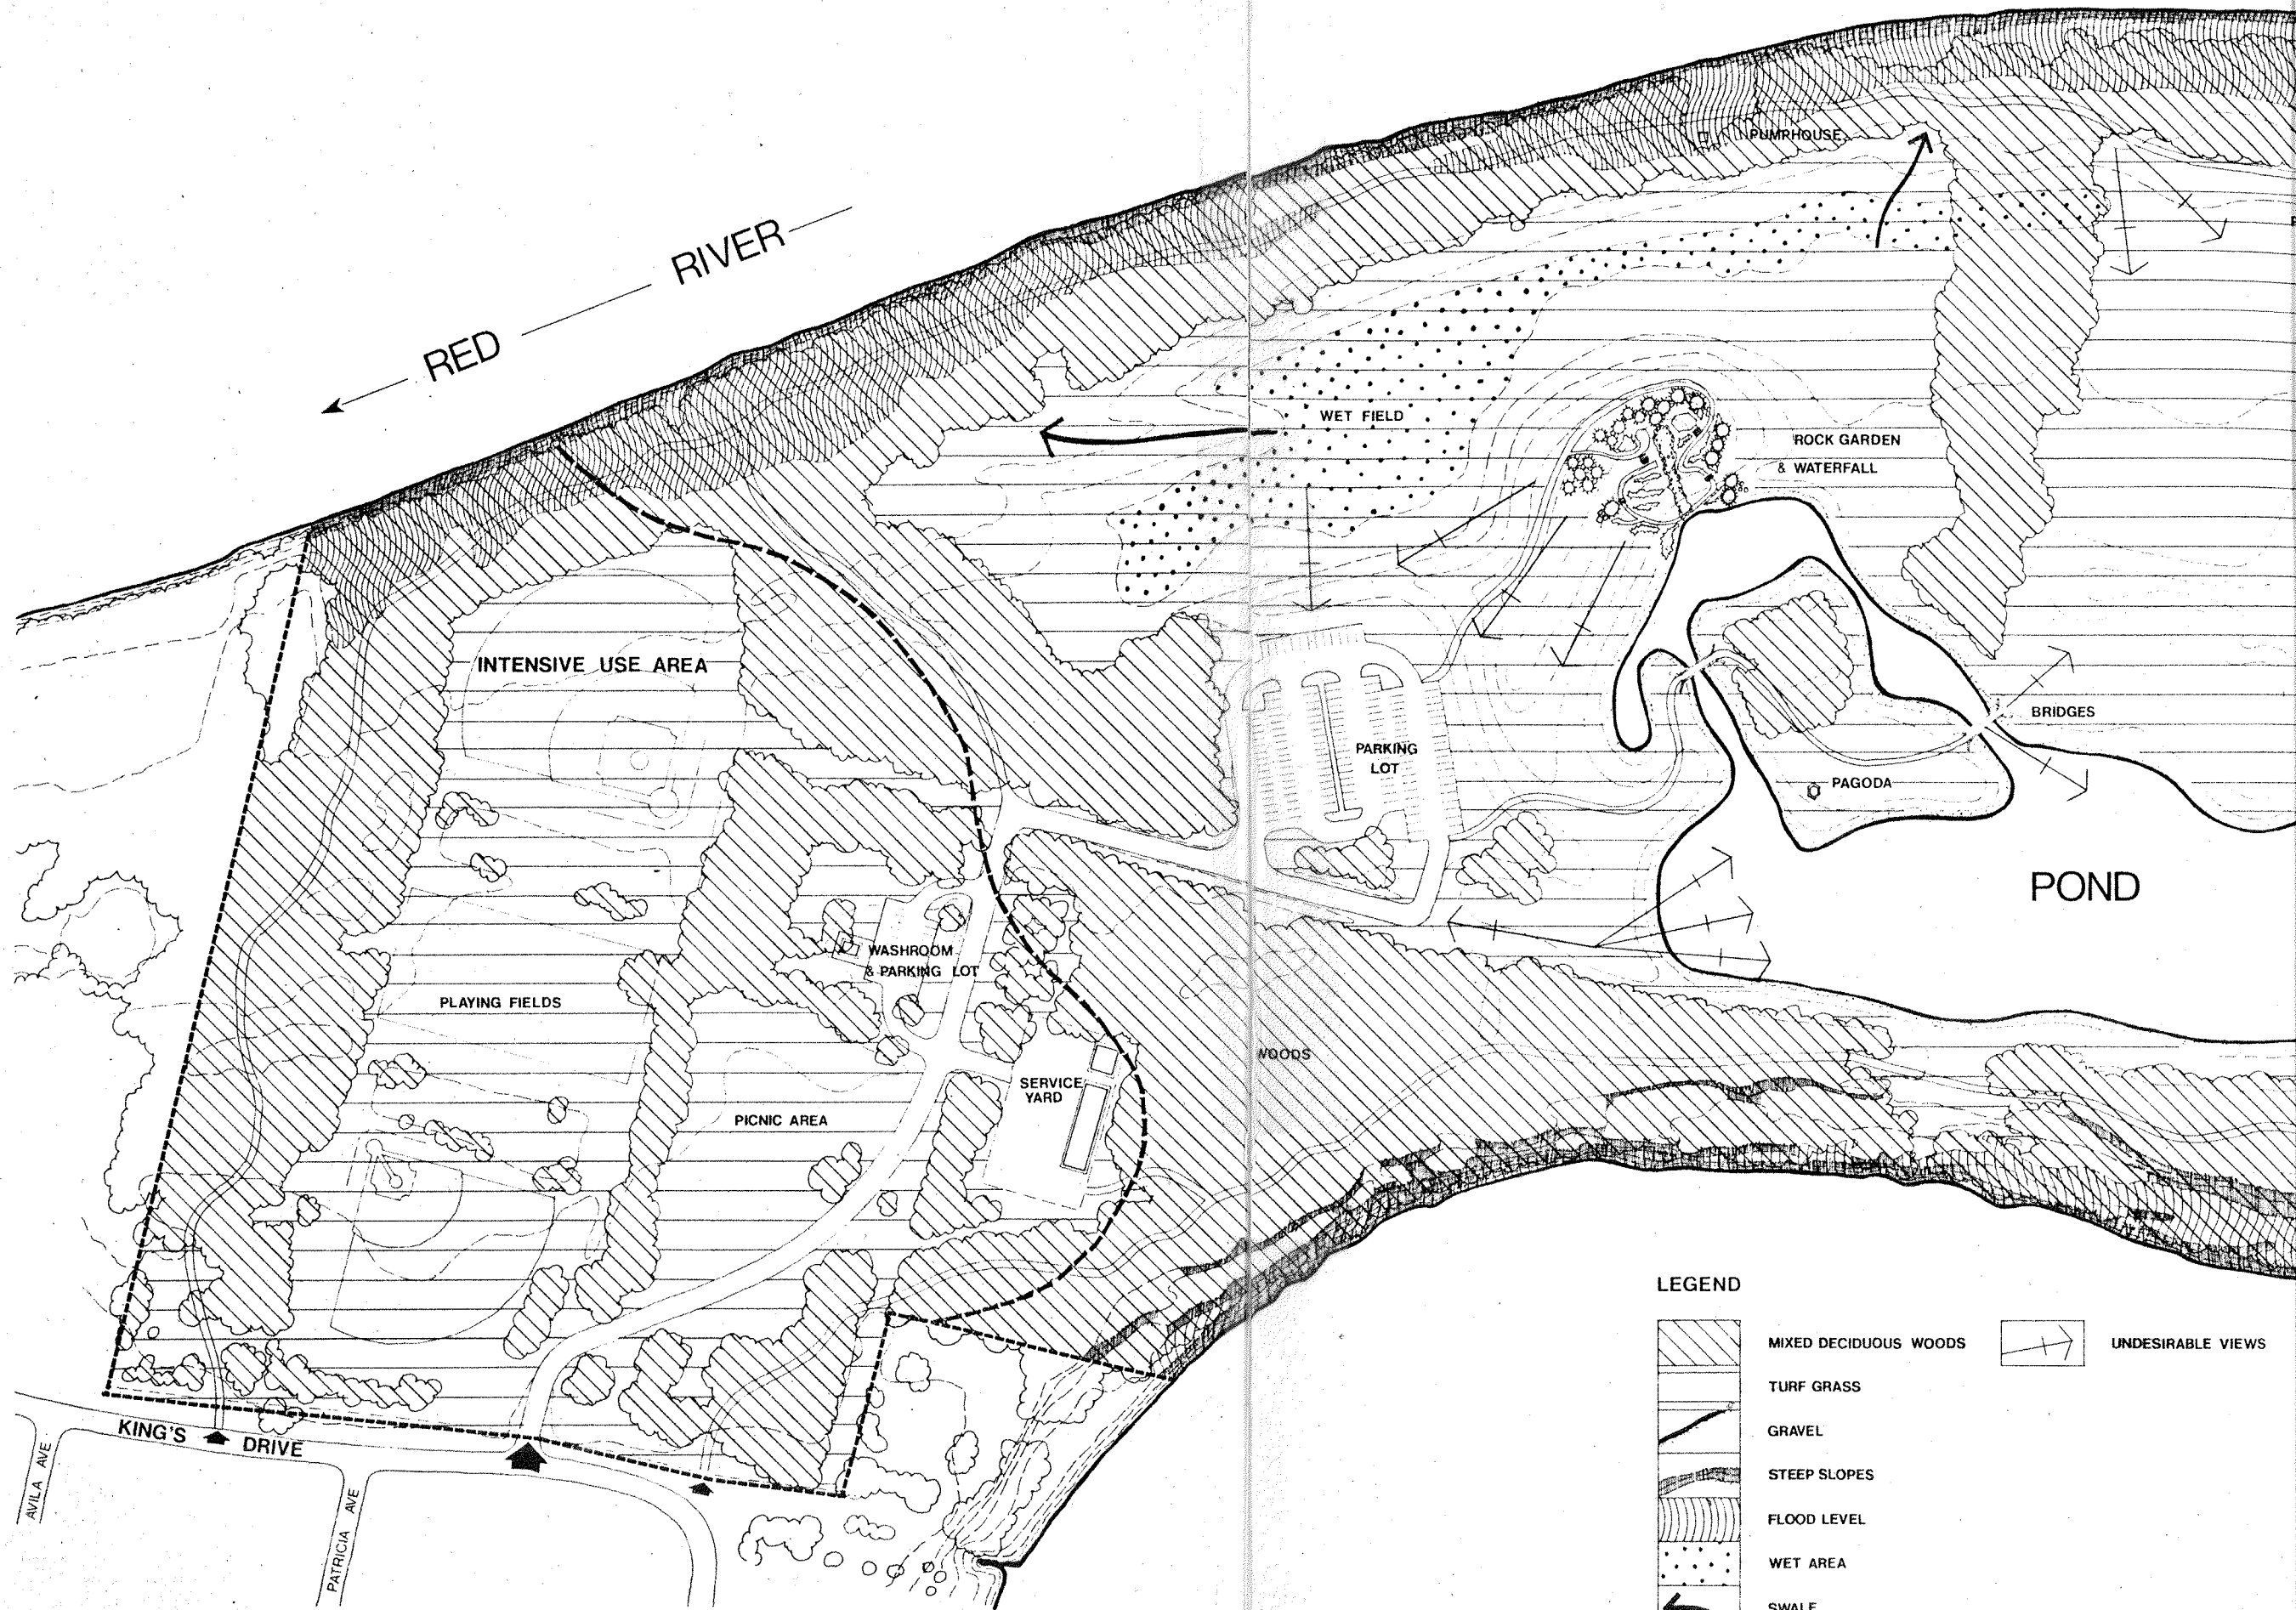 PUMPHOUSE
RED RIVER
WET FIELD
ROCK GARDEN
& WATERFALL
INTENSIVE USE AREA
BRIDGES
PARKING
LOT
PAGODA
POND
WASHROOM
& PARKING LOT
PLAYING FIELDS
WOODS
SERVICE
YARD
PICNIC AREA
LEGEND
MIXED DECIDUOUS WOODS
UNDESIRABLE VIEWS
TURF GRASS
GRAVEL
STEEP SLOPES
FLOOD LEVEL
WET AREA
SWALE
KING'S DRIVE
AVILA AVE
PATRICIA AVE